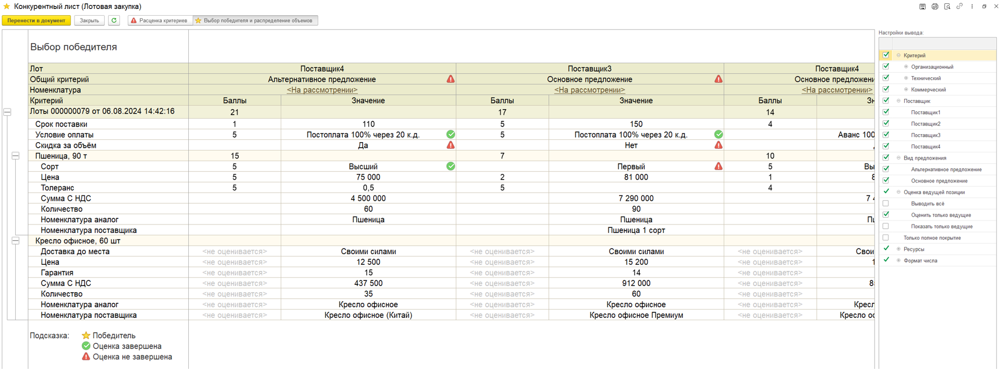 Конкурентный лист (Лотовая закупка)
Перенести в документ Закрыть Расценка критериев Выбор победителя и распределение объемов
Настройки вывода:
Выбор победителя
Лот Поставщик4 Поставщик3 Поставщик4
Общий критерий Альтернативное предложение Основное предложение Основное предложени
Номенклатура <На рассмотрении> <На рассмотрении> <На рассмотрении>
Критерий Баллы Значение Баллы Значение Баллы Зн
Лоты 000000079 от 06.08.2024 14:42:16 21 17 14
Срок поставки 1 110 5 150 4
Условие оплаты 5 Постоплата 100% через 20 к.д. 5 Постоплата 100% через 20 к.д. Аванс 100
Скидка за объём Да Нет
Пшеница, 90 т 15 7 10
Сорт 5 Высший Первый 5 Вы
Цена 5 75 000 2 81 000 1 8
Толеранс 5 0,5 5 4
Сумма С НДС 4 500 000 7 290 000 7 4
Количество 60 90
Номенклатура аналог Пшеница Пшеница
Номенклатура поставщика Пшеница 1 сорт
Кресло офисное, 60 шт
Доставка до места <не оценивается> Своими силами <не оценивается> Своими силами <не оценивается> Свои
Цена <не оценивается> 12 500 <не оценивается> 15 200 <не оценивается> 1
Гарантия <не оценивается> 15 <не оценивается> 14 <не оценивается>
Сумма С НДС <не оценивается> 437 500 <не оценивается> 912 000 <не оценивается>
Количество <не оценивается> 35 <не оценивается> 60 <не оценивается>
Номенклатура аналог <не оценивается> Кресло офисное <не оценивается> Кресло офисное <не оценивается> Кресл
Номенклатура поставщика <не оценивается> Кресло офисное (Китай) <не оценивается> Кресло офисное Премиум <не оценивается> Кресло ос
Подсказка: Победитель
Оценка завершена
Оценка не завершена
Критерий
Организационный
Технический
Коммерческий
Поставщик
Поставщик1
Поставщик2
Поставщик3
Поставщик4
Вид предложения
Альтернативное предложение
Основное предложение
Оценка ведущей позиции
Выводить всё
Оценить только ведущие
Показать только ведущие
Только полное покрытие
Ресурсы
Формат числа